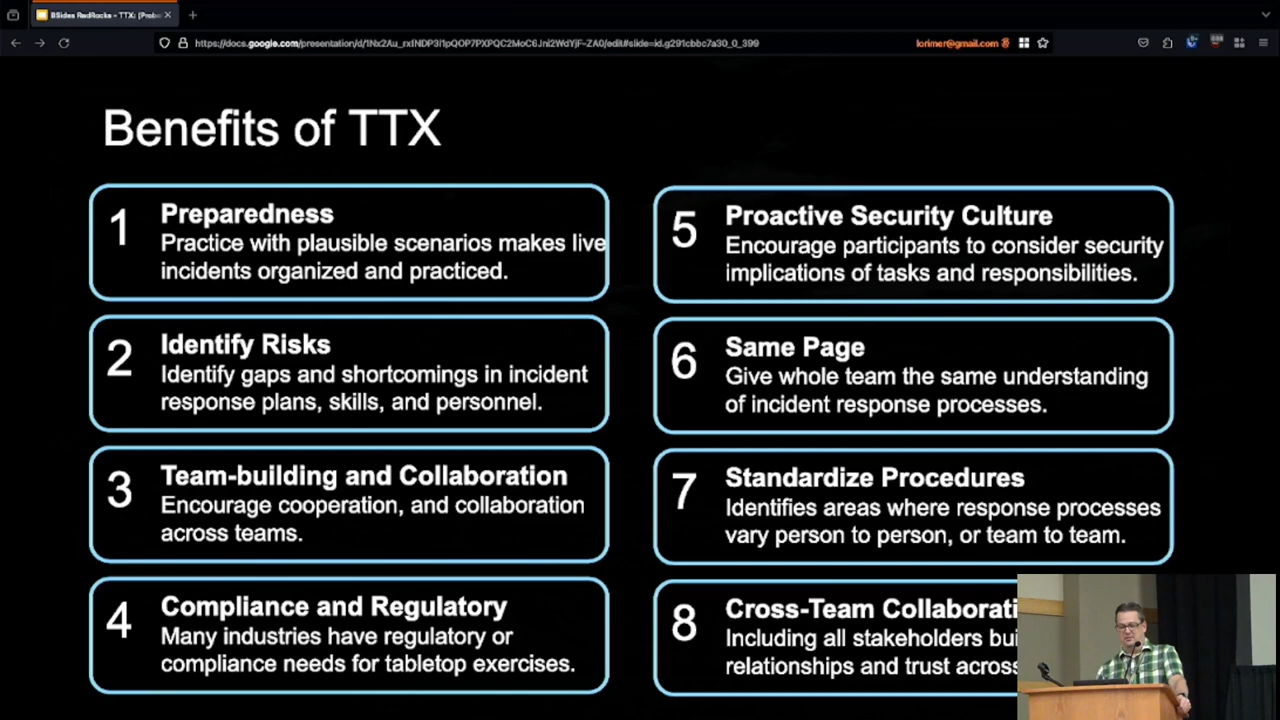 BSides RedRocks - TTX: (Probab
https://docs.google.com/presentation/d/1Nx2Au_rxfNDP3i1pQOP7PXPQC2MoC6Jni2WdYjF-ZA0/edit#slide=id.g291cbbc7a30_0_399
lorimer@gmail.com
Benefits of TTX
1
Preparedness
Practice with plausible scenarios makes live
incidents organized and practiced.
2
Identify Risks
Identify gaps and shortcomings in incident
response plans, skills, and personnel.
3
Team-building and Collaboration
Encourage cooperation, and collaboration
across teams.
4
Compliance and Regulatory
Many industries have regulatory or
compliance needs for tabletop exercises.
5
Proactive Security Culture
Encourage participants to consider security
implications of tasks and responsibilities.
6
Same Page
Give whole team the same understanding
of incident response processes.
7
Standardize Procedures
Identifies areas where response processes
vary person to person, or team to team.
8
Cross-Team Collaborati
Including all stakeholders bui
relationships and trust across